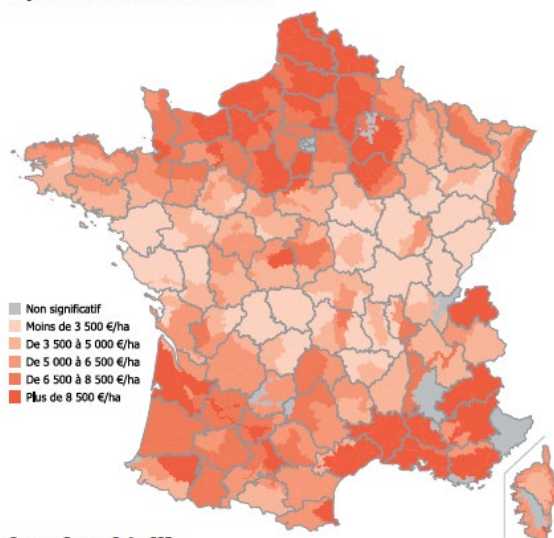 Non significatif
Moins de 3 500 €/ha
De 3 500 à 5 000 €/ha
De 5 000 à 6 500 €/ha
De 6 500 à 8 500 €/ha
Plus de 8 500 €/ha